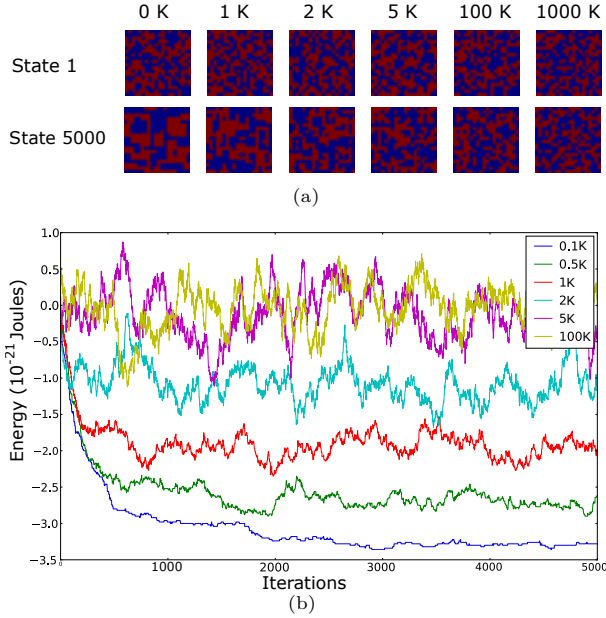 0 K 1 K 2 K 5 K 100 K 1000 K
State 1
State 5000
(a)
1.0
0.5
0.0
−0.5
−1.0
−1.5
−2.0
−2.5
−3.0
−3.5
Energy (10⁻²¹ Joules)
0.1K
0.5K
1K
2K
5K
100K
0 1000 2000 3000 4000 5000
Iterations
(b)